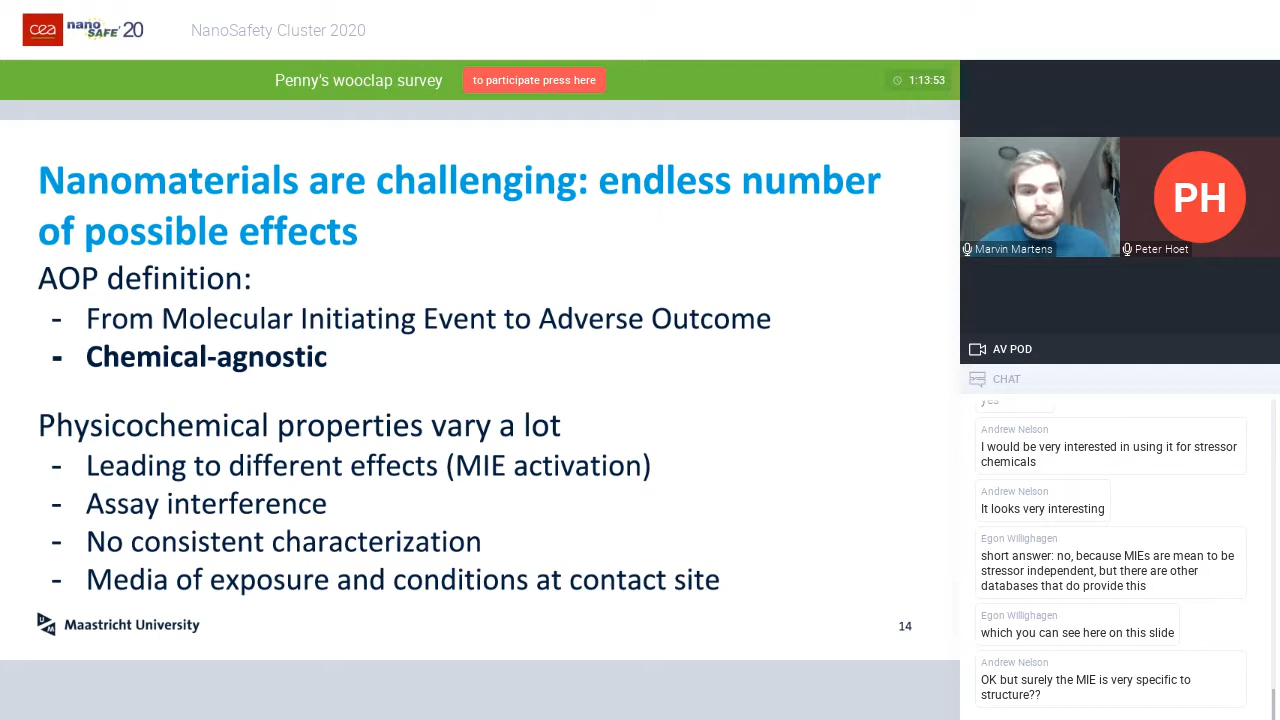 cea nano SAFE' 20
NanoSafety Cluster 2020
Penny's wooclap survey
to participate press here
1:13:53
Nanomaterials are challenging: endless number
of possible effects
AOP definition:
- From Molecular Initiating Event to Adverse Outcome
- Chemical-agnostic
Physicochemical properties vary a lot
- Leading to different effects (MIE activation)
- Assay interference
- No consistent characterization
- Media of exposure and conditions at contact site
UM Maastricht University
14
PH
Marvin Martens
Peter Hoet
AV POD
CHAT
yes
Andrew Nelson
I would be very interested in using it for stressor
chemicals
Andrew Nelson
It looks very interesting
Egon Willighagen
short answer: no, because MIEs are mean to be
stressor independent, but there are other
databases that do provide this
Egon Willighagen
which you can see here on this slide
Andrew Nelson
OK but surely the MIE is very specific to
structure??